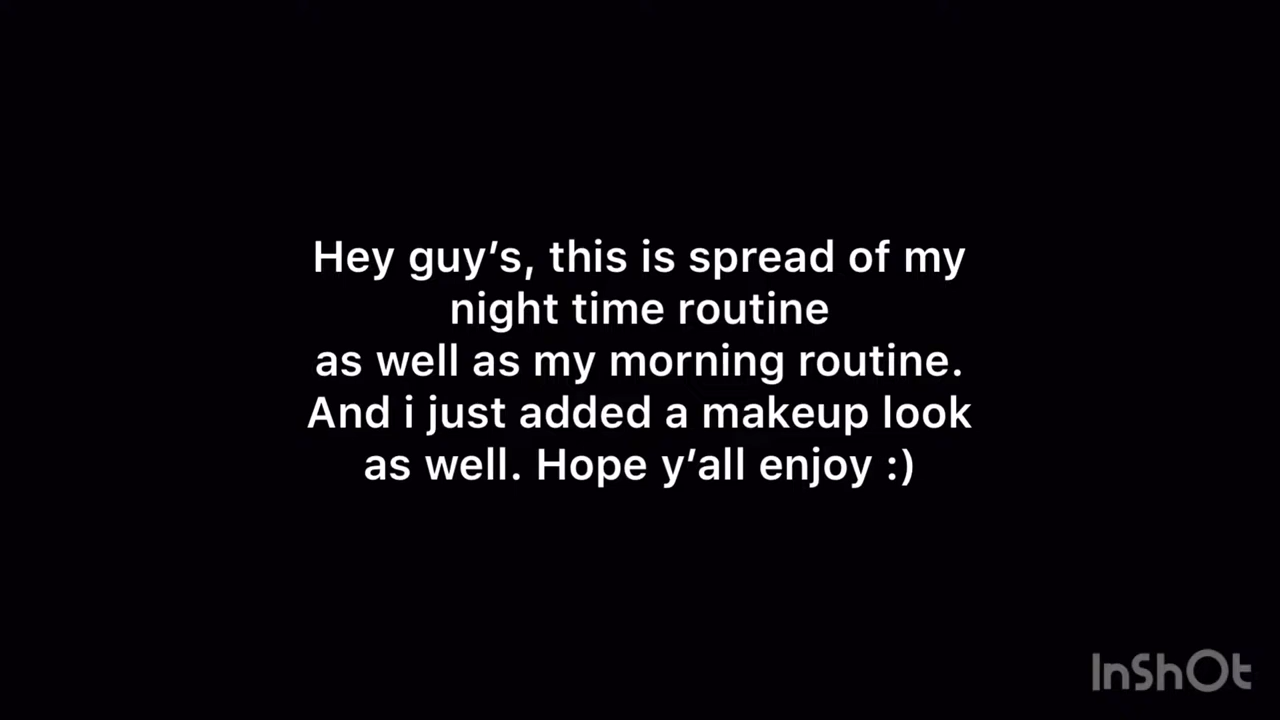 Hey guy’s, this is spread of my
night time routine
as well as my morning routine.
And i just added a makeup look
as well. Hope y’all enjoy :)
InShOt